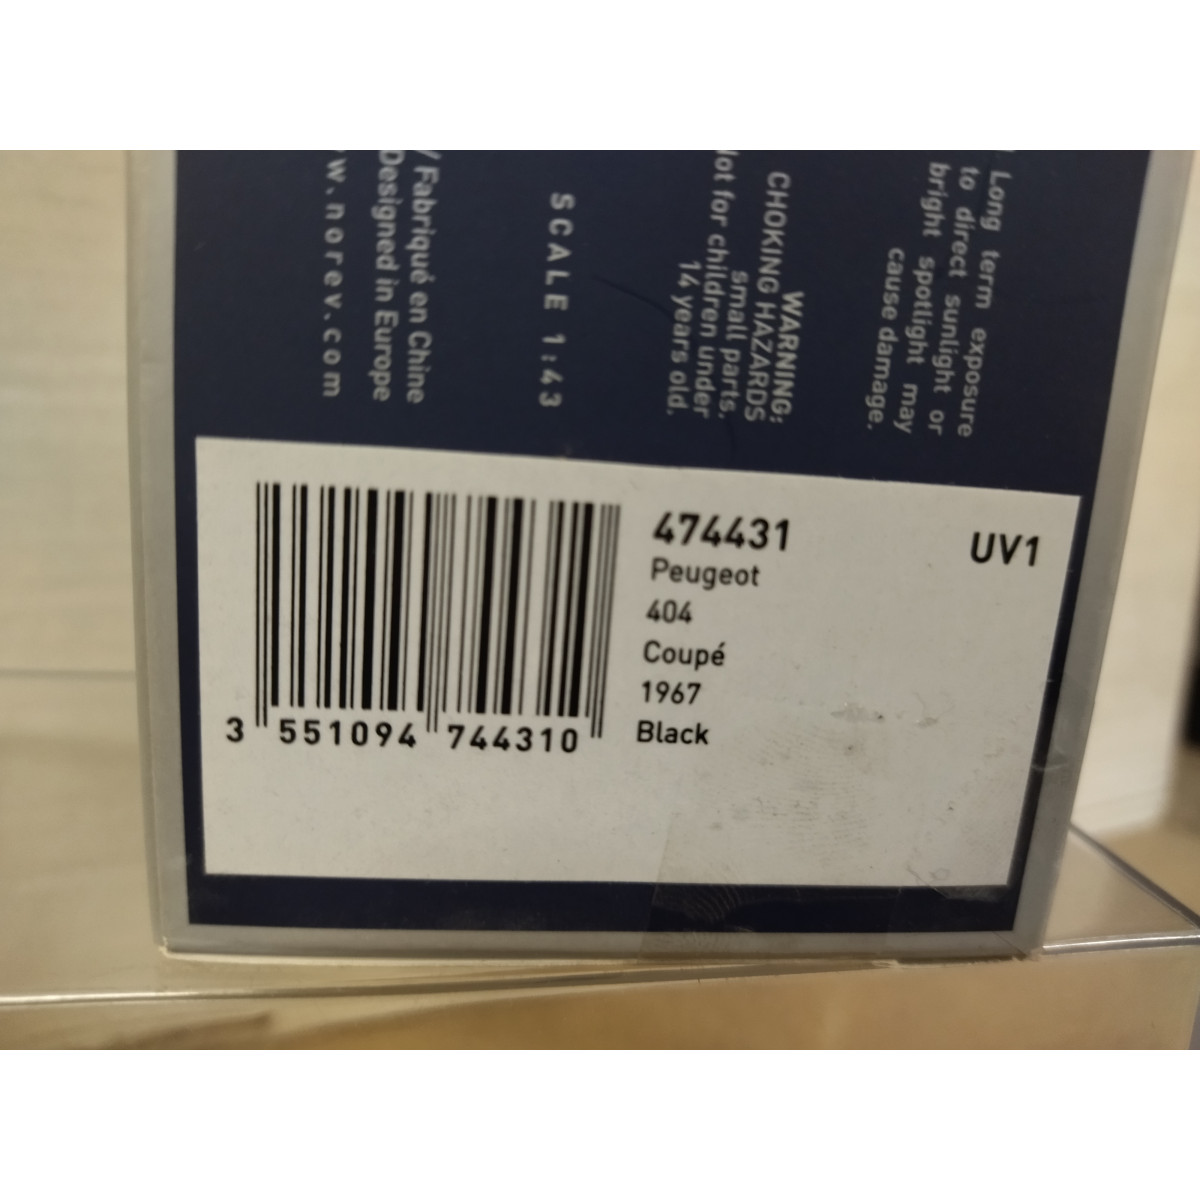 Long term exposure
to direct sunlight or
bright spotlight may
cause damage.
WARNING:
CHOKING HAZARDS
small parts.
Not for children under
14 years old.
SCALE 1:43
/ Fabriqué en Chine
Designed in Europe
w.norev.com
474431
UV1
Peugeot
404
Coupé
1967
Black
3 551094 744310